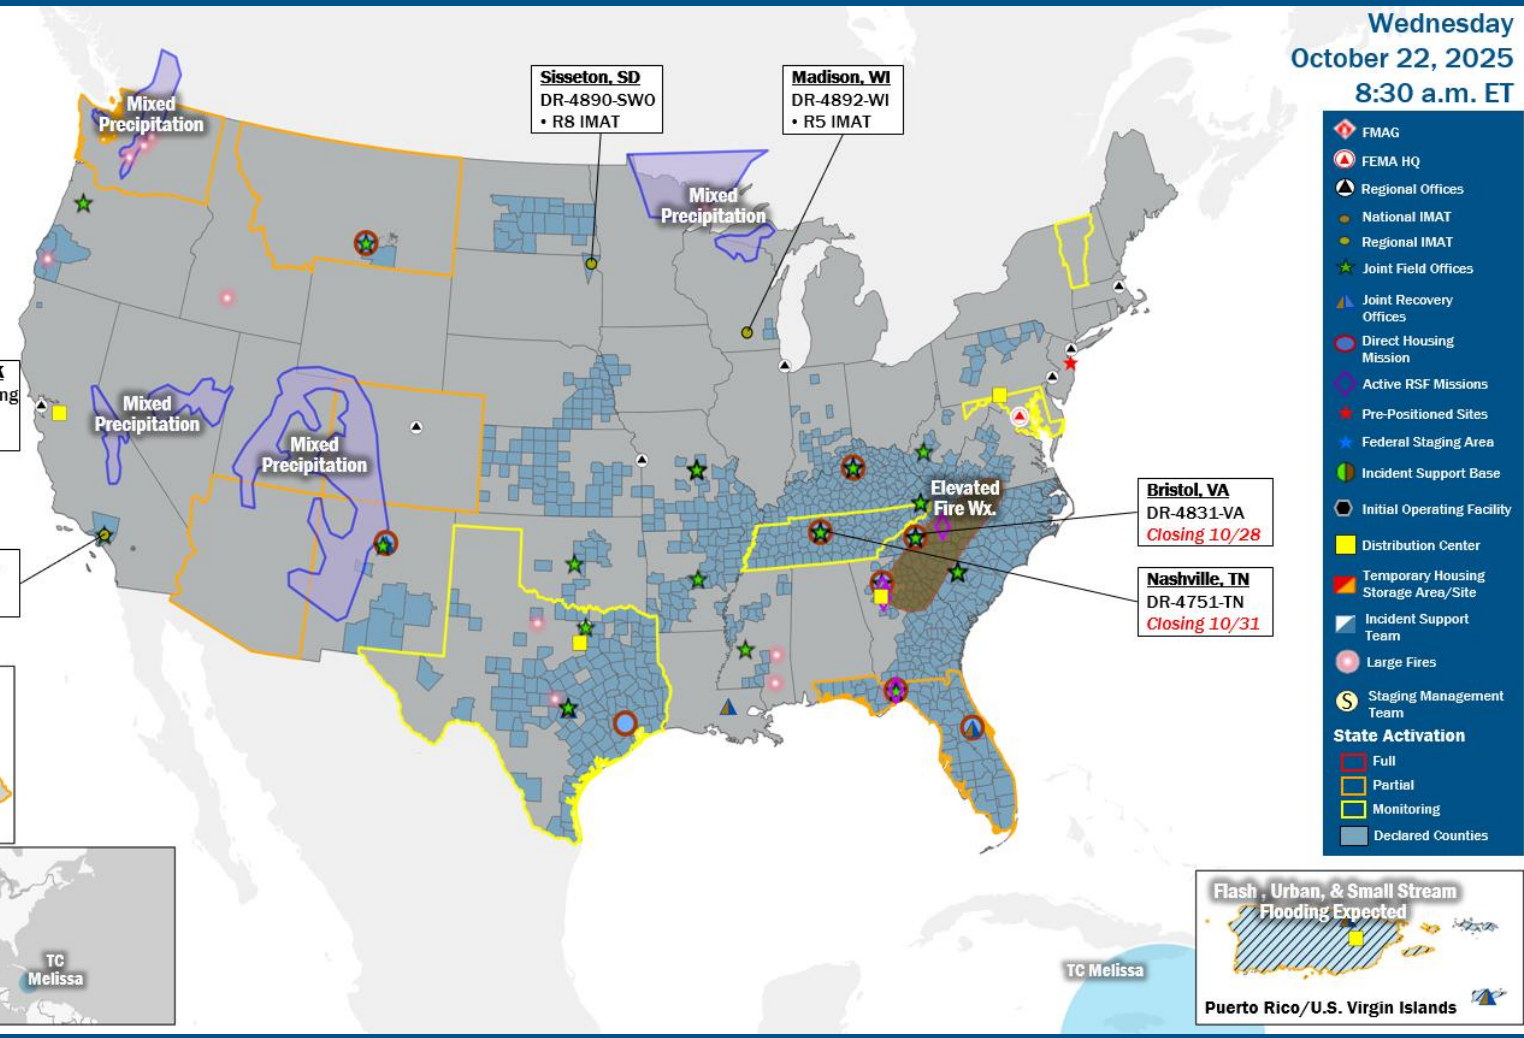 Wednesday
October 22, 2025
8:30 a.m. ET
Sisseton, SD
DR-4890-SWO
• R8 IMAT
Madison, WI
DR-4892-WI
• R5 IMAT
Mixed
Precipitation
Mixed
Precipitation
Mixed
Precipitation
Mixed
Precipitation
ng
Elevated
Fire Wx.
Bristol, VA
DR-4831-VA
Closing 10/28
Nashville, TN
DR-4751-TN
Closing 10/31
FMAG
FEMA HQ
Regional Offices
National IMAT
Regional IMAT
Joint Field Offices
Joint Recovery
Offices
Direct Housing
Mission
Active RSF Missions
Pre-Positioned Sites
Federal Staging Area
Incident Support Base
Initial Operating Facility
Distribution Center
Temporary Housing
Storage Area/Site
Incident Support
Team
Large Fires
S
Staging Management
Team
State Activation
Full
Partial
Monitoring
Declared Counties
TC
Melissa
TC Melissa
Flash , Urban, & Small Stream
Flooding Expected
Puerto Rico/U.S. Virgin Islands